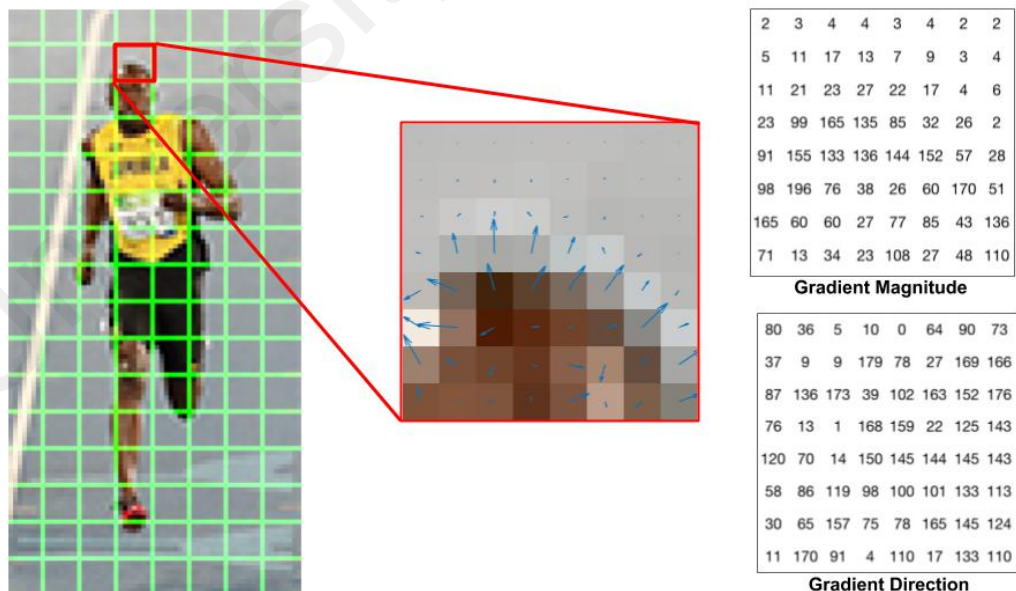 2 3 4 4 3 4 2 2
5 11 17 13 7 9 3 4
11 21 23 27 22 17 4 6
23 99 165 135 85 32 26 2
91 155 133 136 144 152 57 28
98 196 76 38 26 60 170 51
165 60 60 27 77 85 43 136
71 13 34 23 108 27 48 110
Gradient Magnitude
80 36 5 10 0 64 90 73
37 9 9 179 78 27 169 166
87 136 173 39 102 163 152 176
76 13 1 168 159 22 125 143
120 70 14 150 145 144 145 143
58 86 119 98 100 101 133 113
30 65 157 75 78 165 145 124
11 170 91 4 110 17 133 110
Gradient Direction